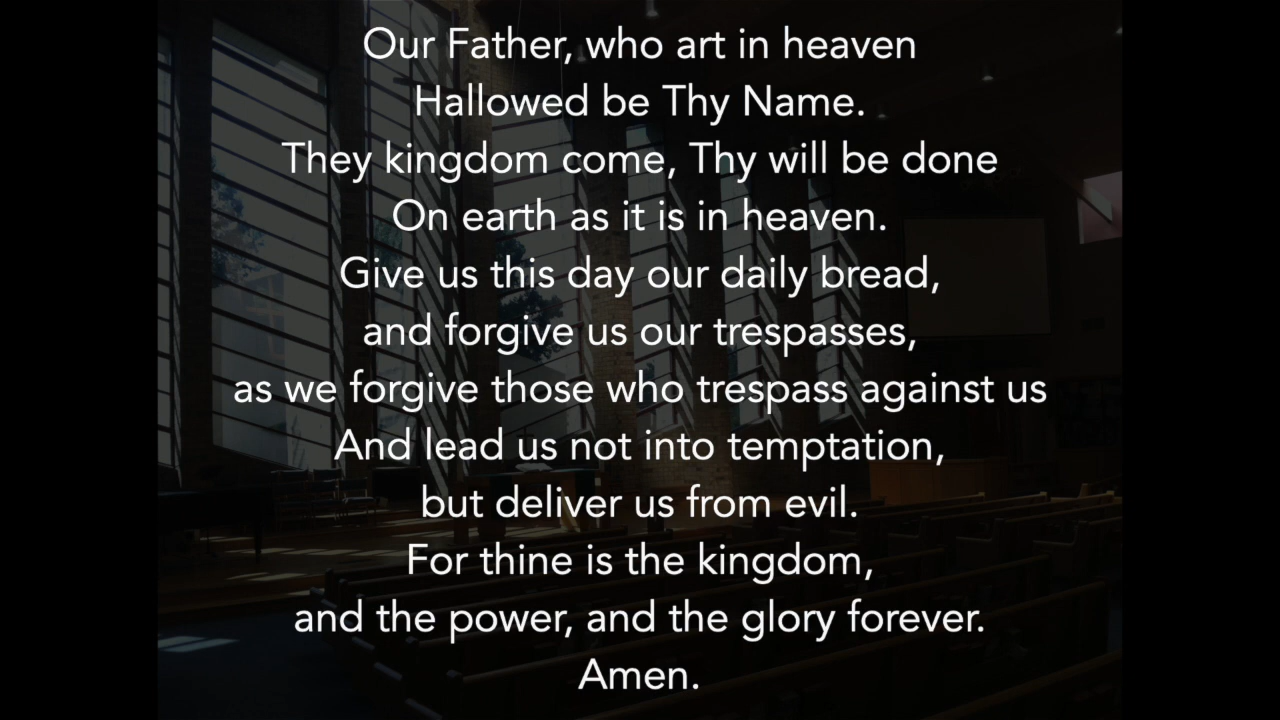 Our Father, who art in heaven
Hallowed be Thy Name.
They kingdom come, Thy will be done
On earth as it is in heaven.
Give us this day our daily bread,
and forgive us our trespasses,
as we forgive those who trespass against us
And lead us not into temptation,
but deliver us from evil.
For thine is the kingdom,
and the power, and the glory forever.
Amen.